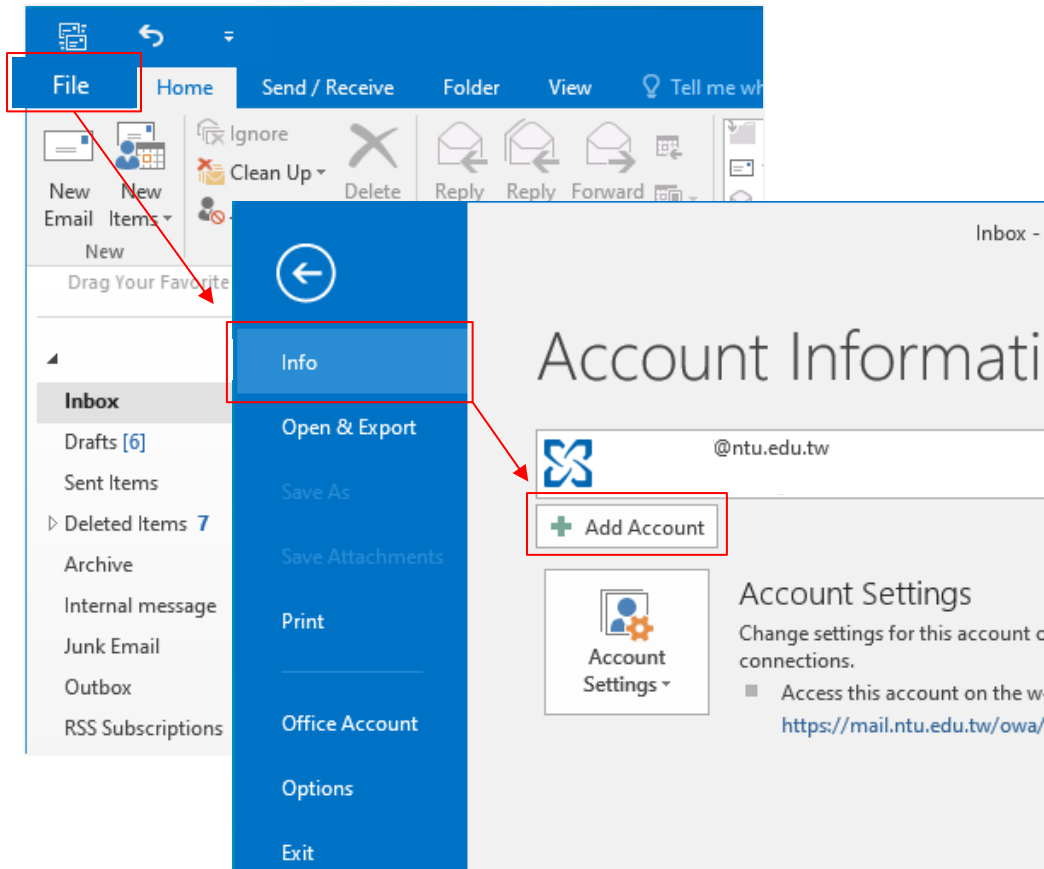 File
Home
Send / Receive
Folder
View
Tell me wh
New
Email
New
Items
Ignore
Clean Up
Delete
Reply
Reply
Forward
New
Drag Your Favorite
Inbox
Drafts [6]
Sent Items
Deleted Items 7
Archive
Internal message
Junk Email
Outbox
RSS Subscriptions
Info
Open & Export
Save As
Save Attachments
Print
Office Account
Options
Exit
Inbox -
Account Informati
@ntu.edu.tw
Add Account
Account
Settings
Account Settings
Change settings for this account
connections.
Access this account on the
https://mail.ntu.edu.tw/owa/